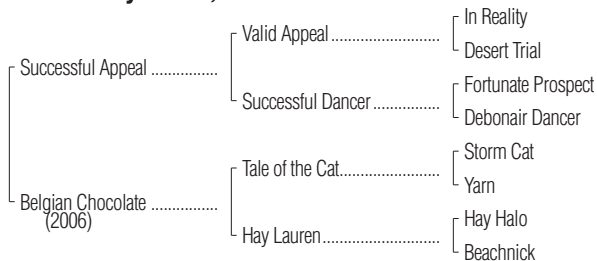 In Reality
Valid Appeal
Desert Trial
Successful Appeal
Fortunate Prospect
Successful Dancer
Debonair Dancer
Storm Cat
Tale of the Cat
Yarn
Belgian Chocolate
(2006)
Hay Halo
Hay Lauren
Beachnick